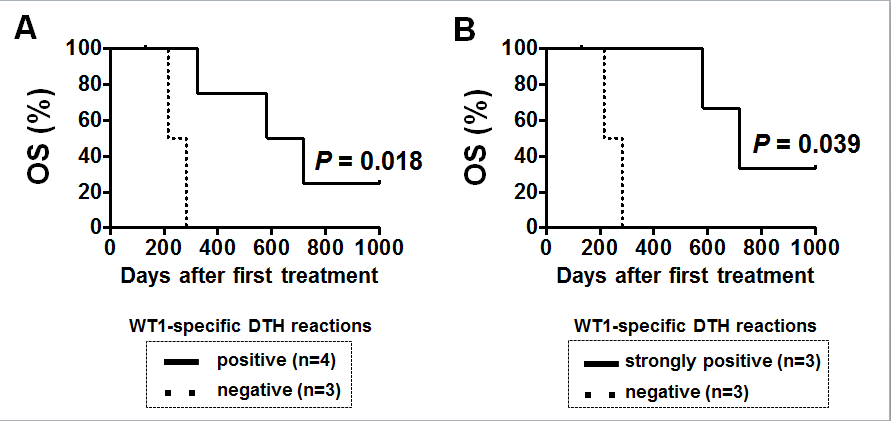 A
B
100
80
60
40
20
0
OS (%)
P = 0.018
0 200 400 600 800 1000
Days after first treatment
WT1-specific DTH reactions
positive (n=4)
negative (n=3)
100
80
60
40
20
0
OS (%)
P = 0.039
0 200 400 600 800 1000
Days after first treatment
WT1-specific DTH reactions
strongly positive (n=3)
negative (n=3)